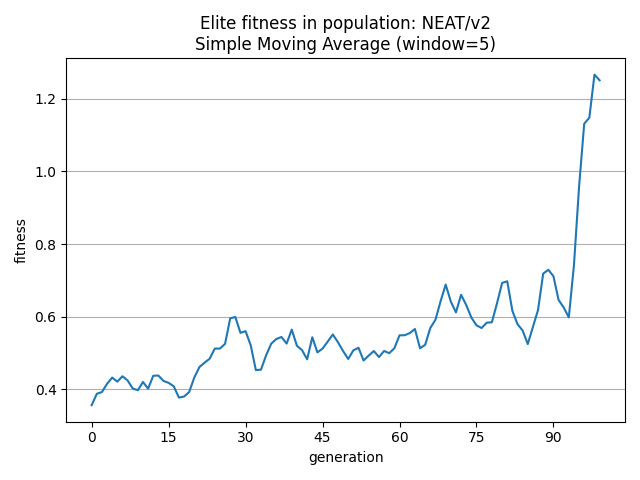 Elite fitness in population: NEAT/v2
Simple Moving Average (window=5)
1.2
1.0
0.8
0.6
0.4
fitness
0 15 30 45 60 75 90
generation